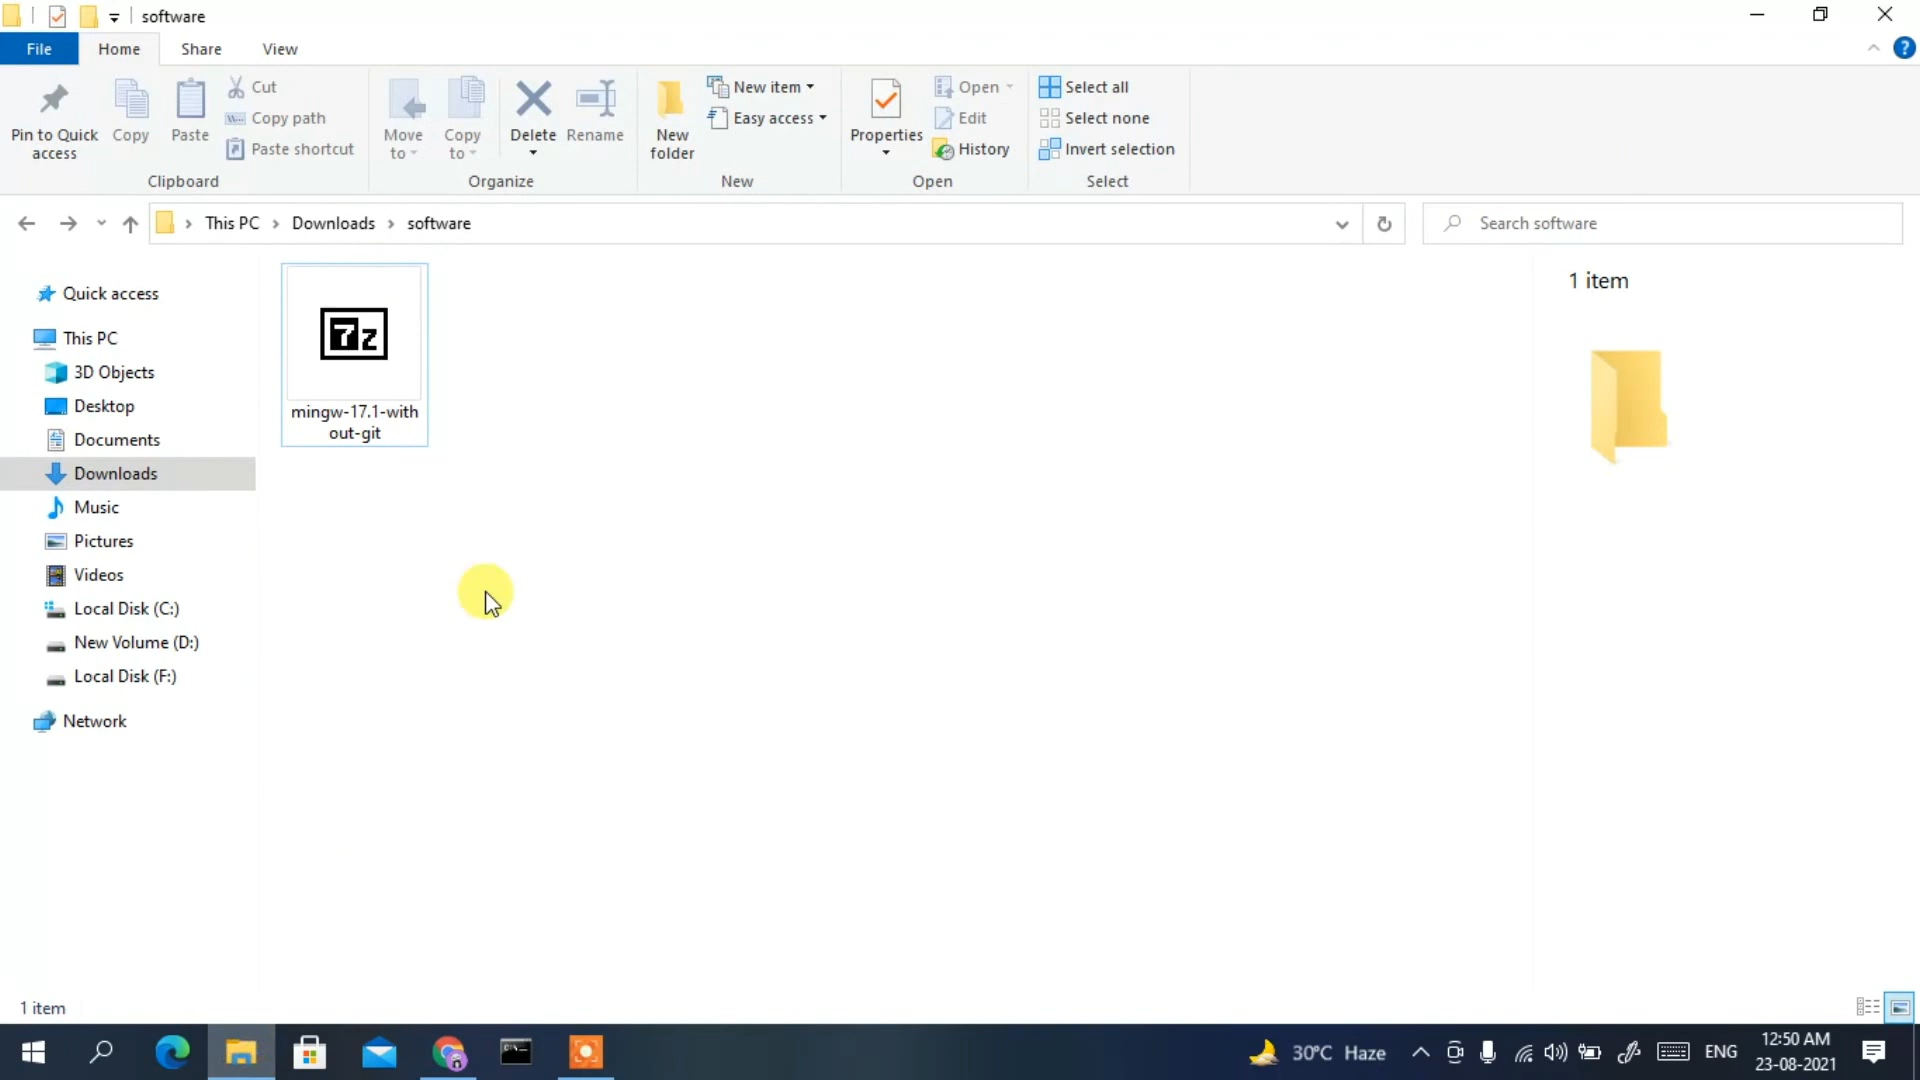 software
File Home Share View
Cut
Copy path
Paste shortcut
Pin to Quick
access
Copy
Paste
Clipboard
Move
to
Copy
to
Delete
Rename
Organize
New
folder
New item
Easy access
New
Properties
Open
Edit
History
Open
Select all
Select none
Invert selection
Select
This PC > Downloads > software
Search software
Quick access
This PC
3D Objects
Desktop
Documents
Downloads
Music
Pictures
Videos
Local Disk (C:)
New Volume (D:)
Local Disk (F:)
Network
7z
mingw-17.1-with
out-git
1 item
1 item
30°C Haze
ENG
12:50 AM
23-08-2021